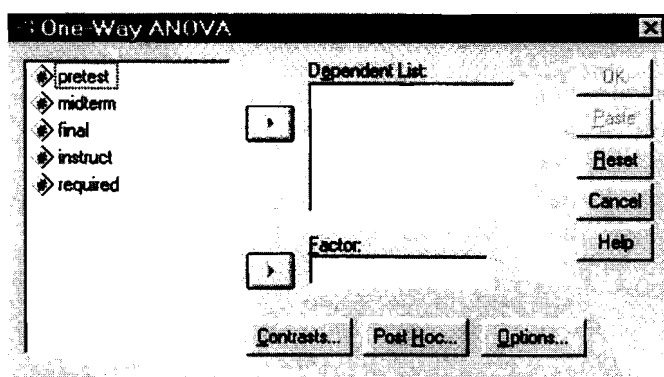 One-Way ANOVA
pretest
midterm
final
instruct
required
Dependent List:
Factor:
OK
Paste
Reset
Cancel
Help
Contrasts...
Post Hoc...
Options...